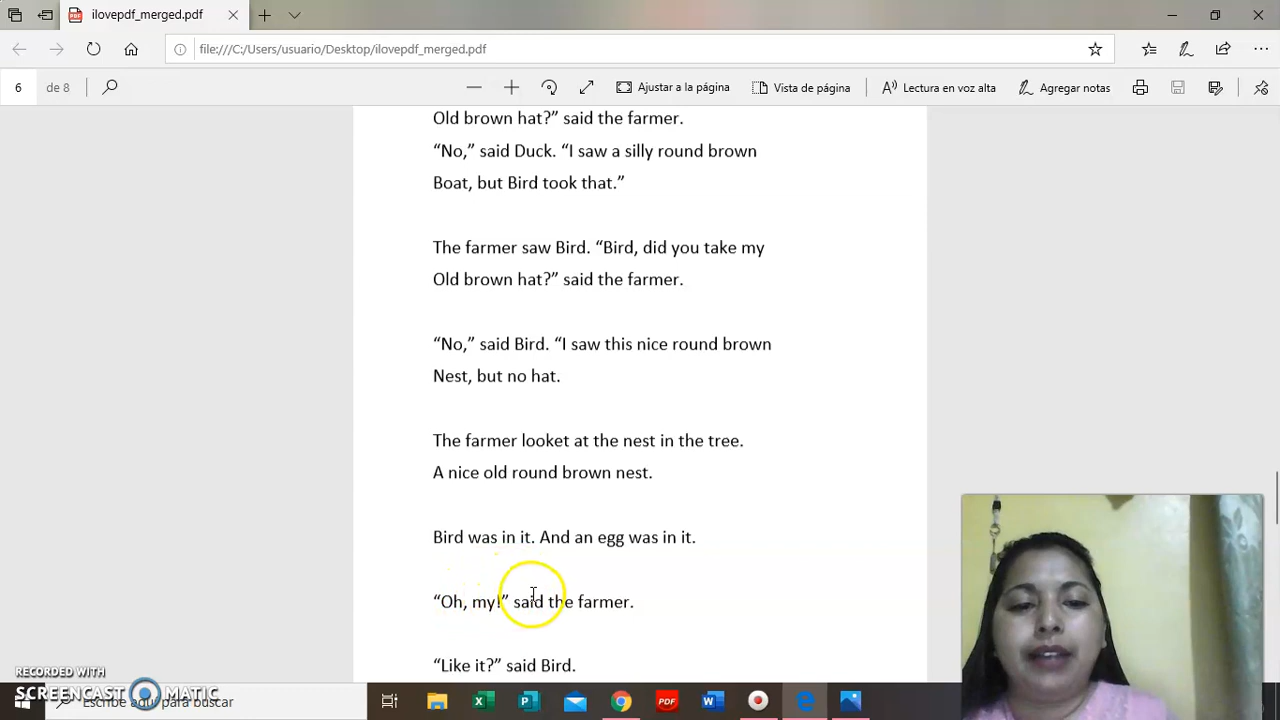 ilovepdf_merged.pdf
file:///C:/Users/usuario/Desktop/ilovepdf_merged.pdf
6 de 8 Ajustar a la página Vista de página Lectura en voz alta Agregar notas
Old brown hat?” said the farmer.
“No,” said Duck. “I saw a silly round brown
Boat, but Bird took that.”
The farmer saw Bird. “Bird, did you take my
Old brown hat?” said the farmer.
“No,” said Bird. “I saw this nice round brown
Nest, but no hat.
The farmer looket at the nest in the tree.
A nice old round brown nest.
Bird was in it. And an egg was in it.
“Oh, my!” said the farmer.
“Like it?” said Bird.
RECORDED WITH
SCREENCAST MATIC
Escribe aquí para buscar
PDF